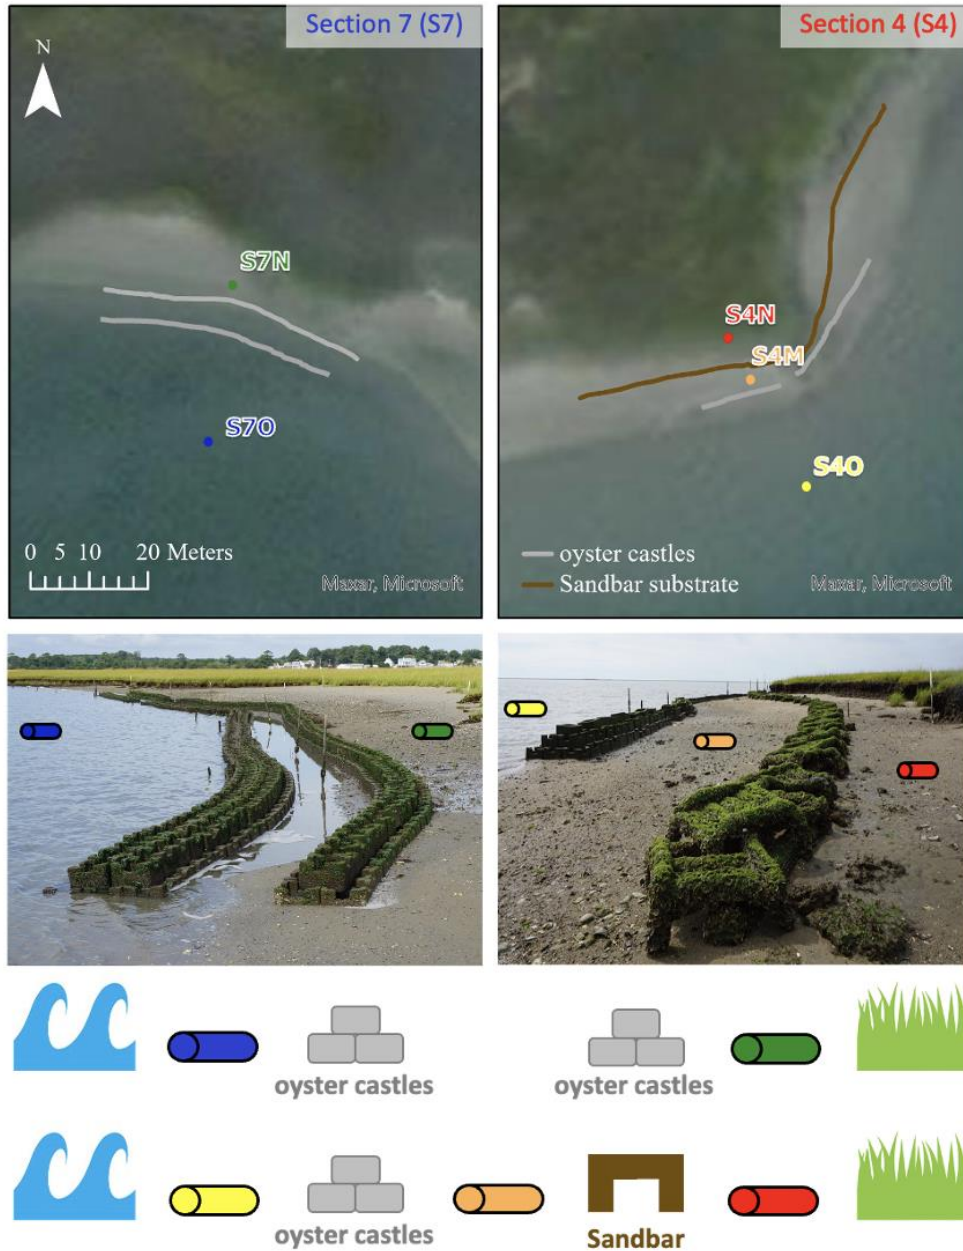 Section 7 (S7)
Section 4 (S4)
N
S7N
S4N
S4M
S7O
S4O
0 5 10 20 Meters
oyster castles
Sandbar substrate
Maxar, Microsoft
Maxar, Microsoft
oyster castles
oyster castles
oyster castles
Sandbar